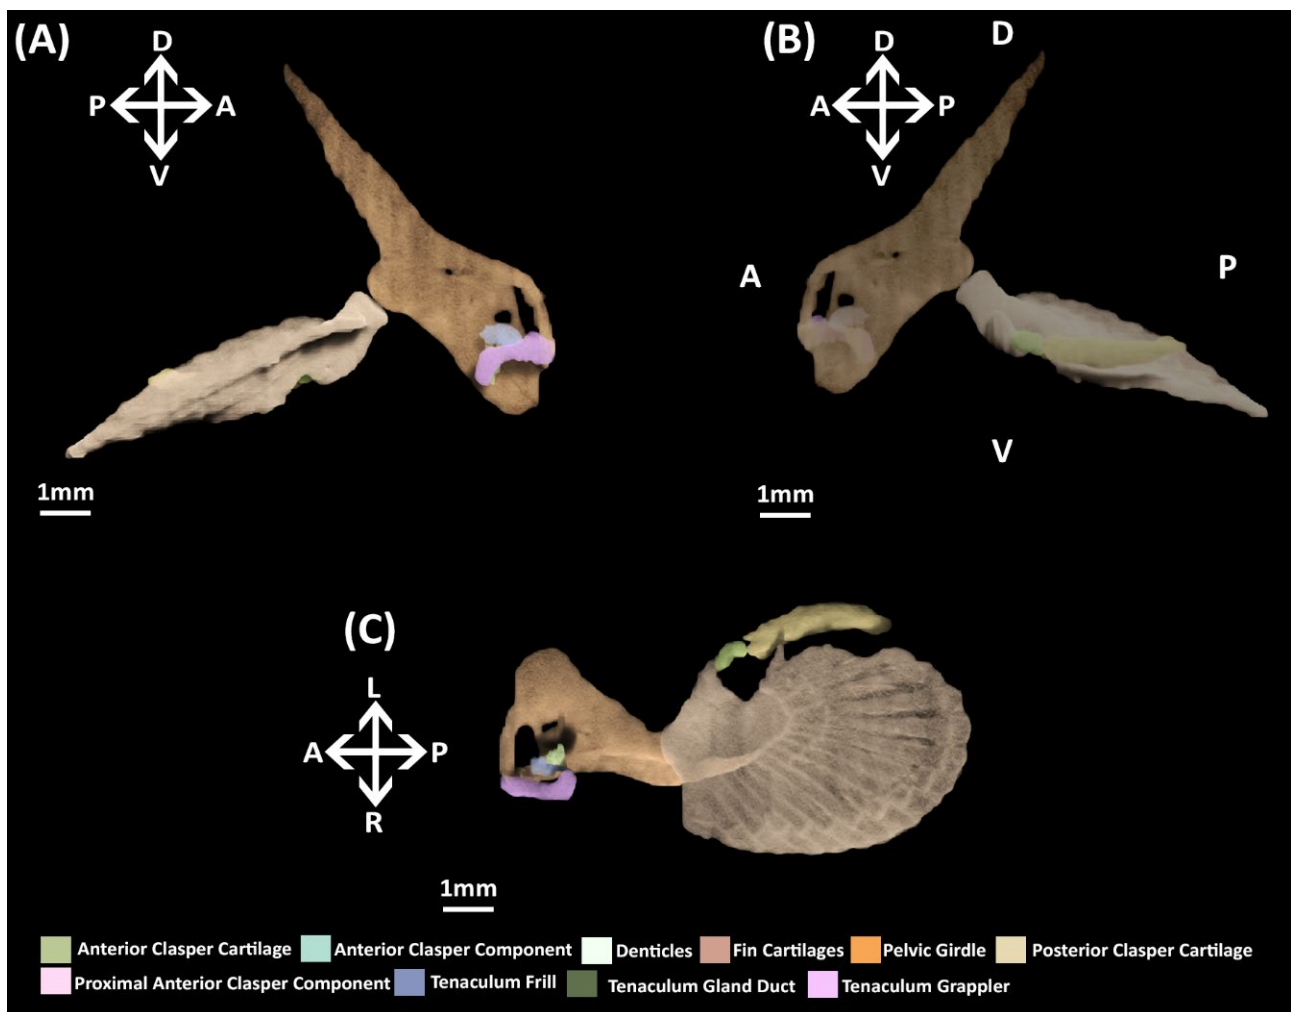 (A)
D
P A
V
1mm
(B)
D D
A P
V
A
P
V
1mm
(C)
L
A P
R
1mm
Anterior Clasper Cartilage Anterior Clasper Component Denticles Fin Cartilages Pelvic Girdle Posterior Clasper Cartilage
Proximal Anterior Clasper Component Tenaculum Frill Tenaculum Gland Duct Tenaculum Grappler